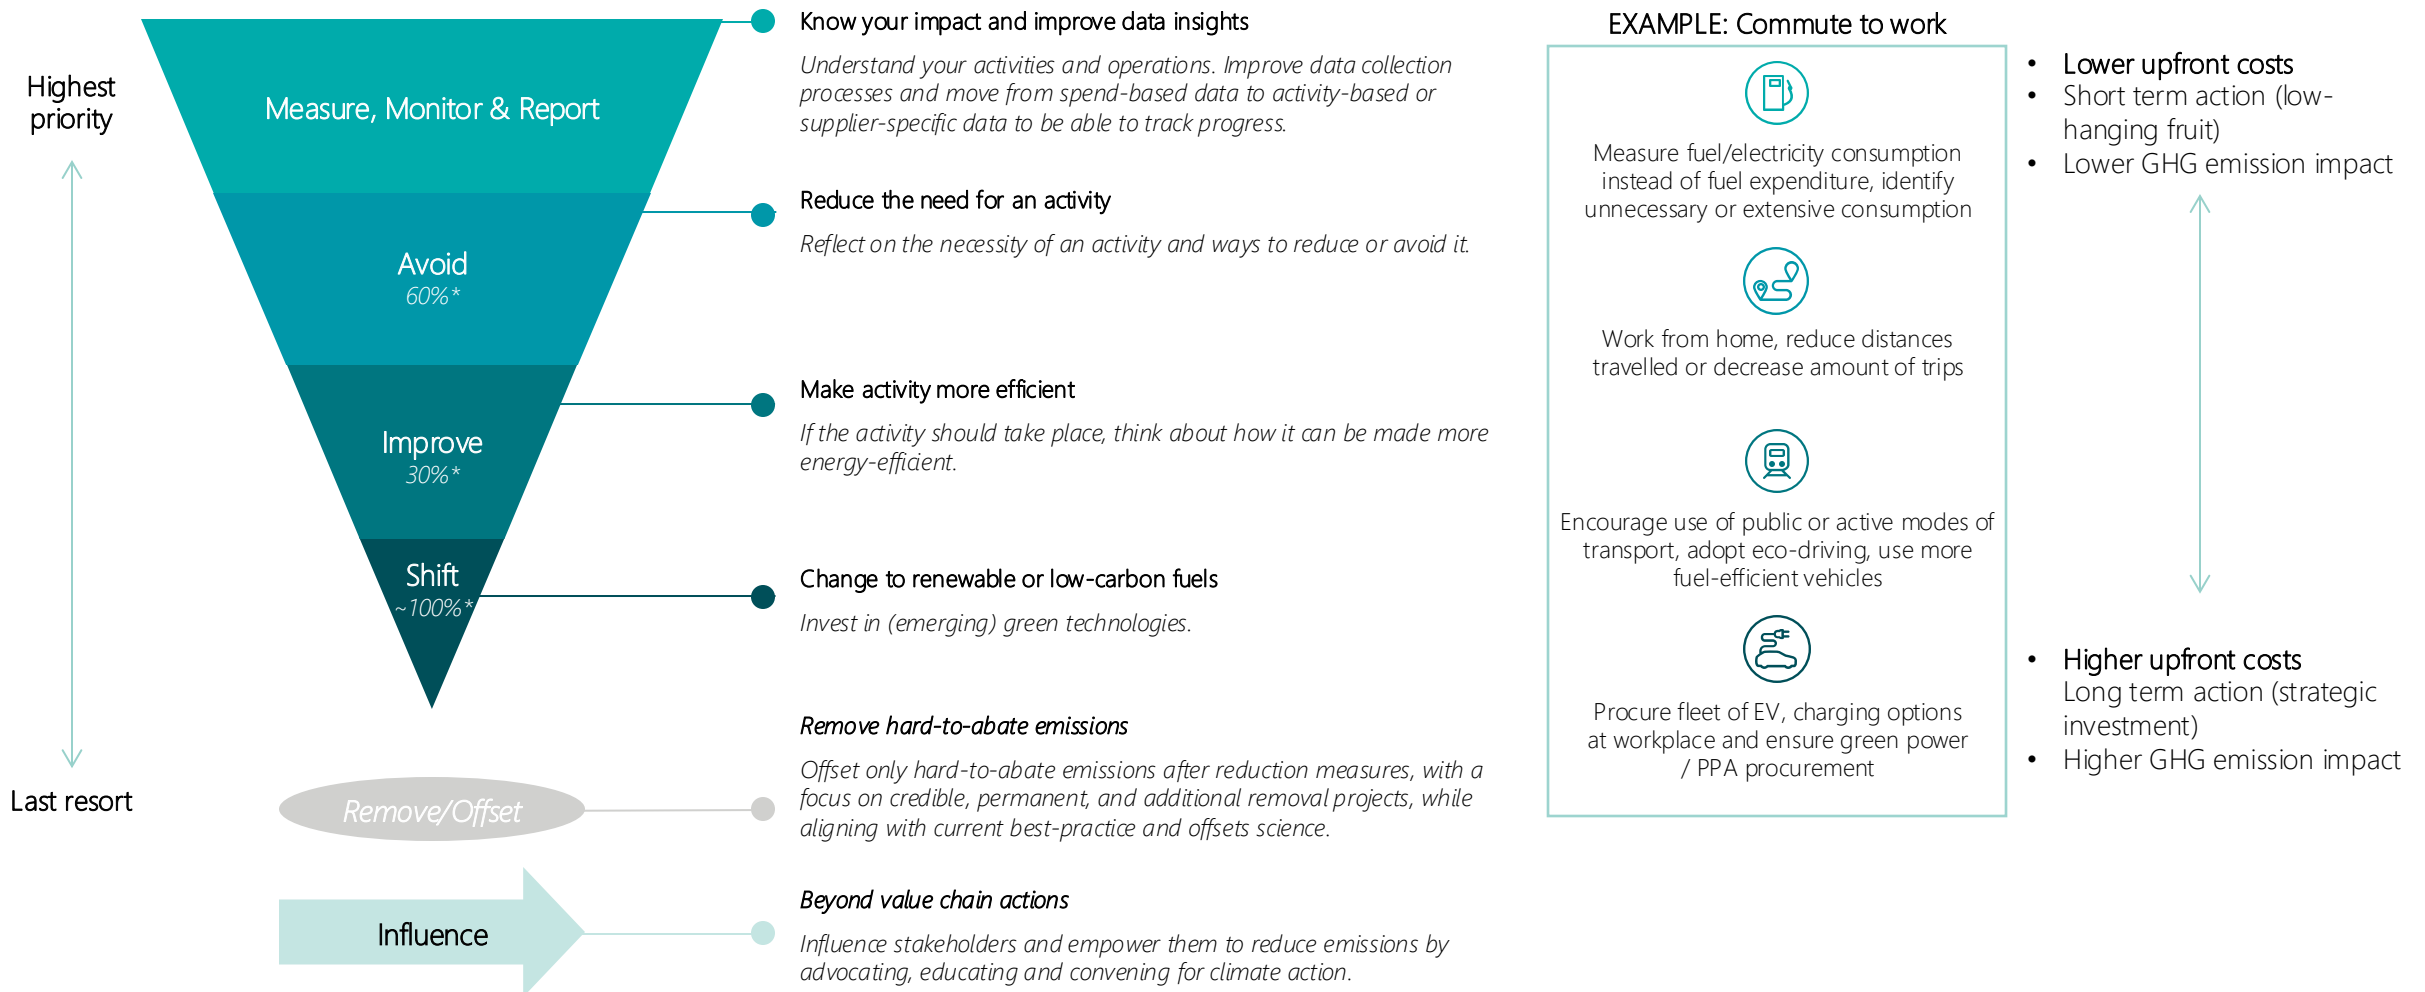 Highest
priority
Last resort
Measure, Monitor & Report
Avoid
60%*
Improve
30%*
Shift
~100%*
Remove/Offset
Influence
Know your impact and improve data insights
Understand your activities and operations. Improve data collection
processes and move from spend-based data to activity-based or
supplier-specific data to be able to track progress.
Reduce the need for an activity
Reflect on the necessity of an activity and ways to reduce or avoid it.
Make activity more efficient
If the activity should take place, think about how it can be made more
energy-efficient.
Change to renewable or low-carbon fuels
Invest in (emerging) green technologies.
Remove hard-to-abate emissions
Offset only hard-to-abate emissions after reduction measures, with a
focus on credible, permanent, and additional removal projects, while
aligning with current best-practice and offsets science.
Beyond value chain actions
Influence stakeholders and empower them to reduce emissions by
advocating, educating and convening for climate action.
EXAMPLE: Commute to work
Measure fuel/electricity consumption
instead of fuel expenditure, identify
unnecessary or extensive consumption
Work from home, reduce distances
travelled or decrease amount of trips
Encourage use of public or active modes of
transport, adopt eco-driving, use more
fuel-efficient vehicles
Procure fleet of EV, charging options
at workplace and ensure green power
/ PPA procurement
• Lower upfront costs
• Short term action (low-
hanging fruit)
• Lower GHG emission impact
• Higher upfront costs
Long term action (strategic
investment)
• Higher GHG emission impact